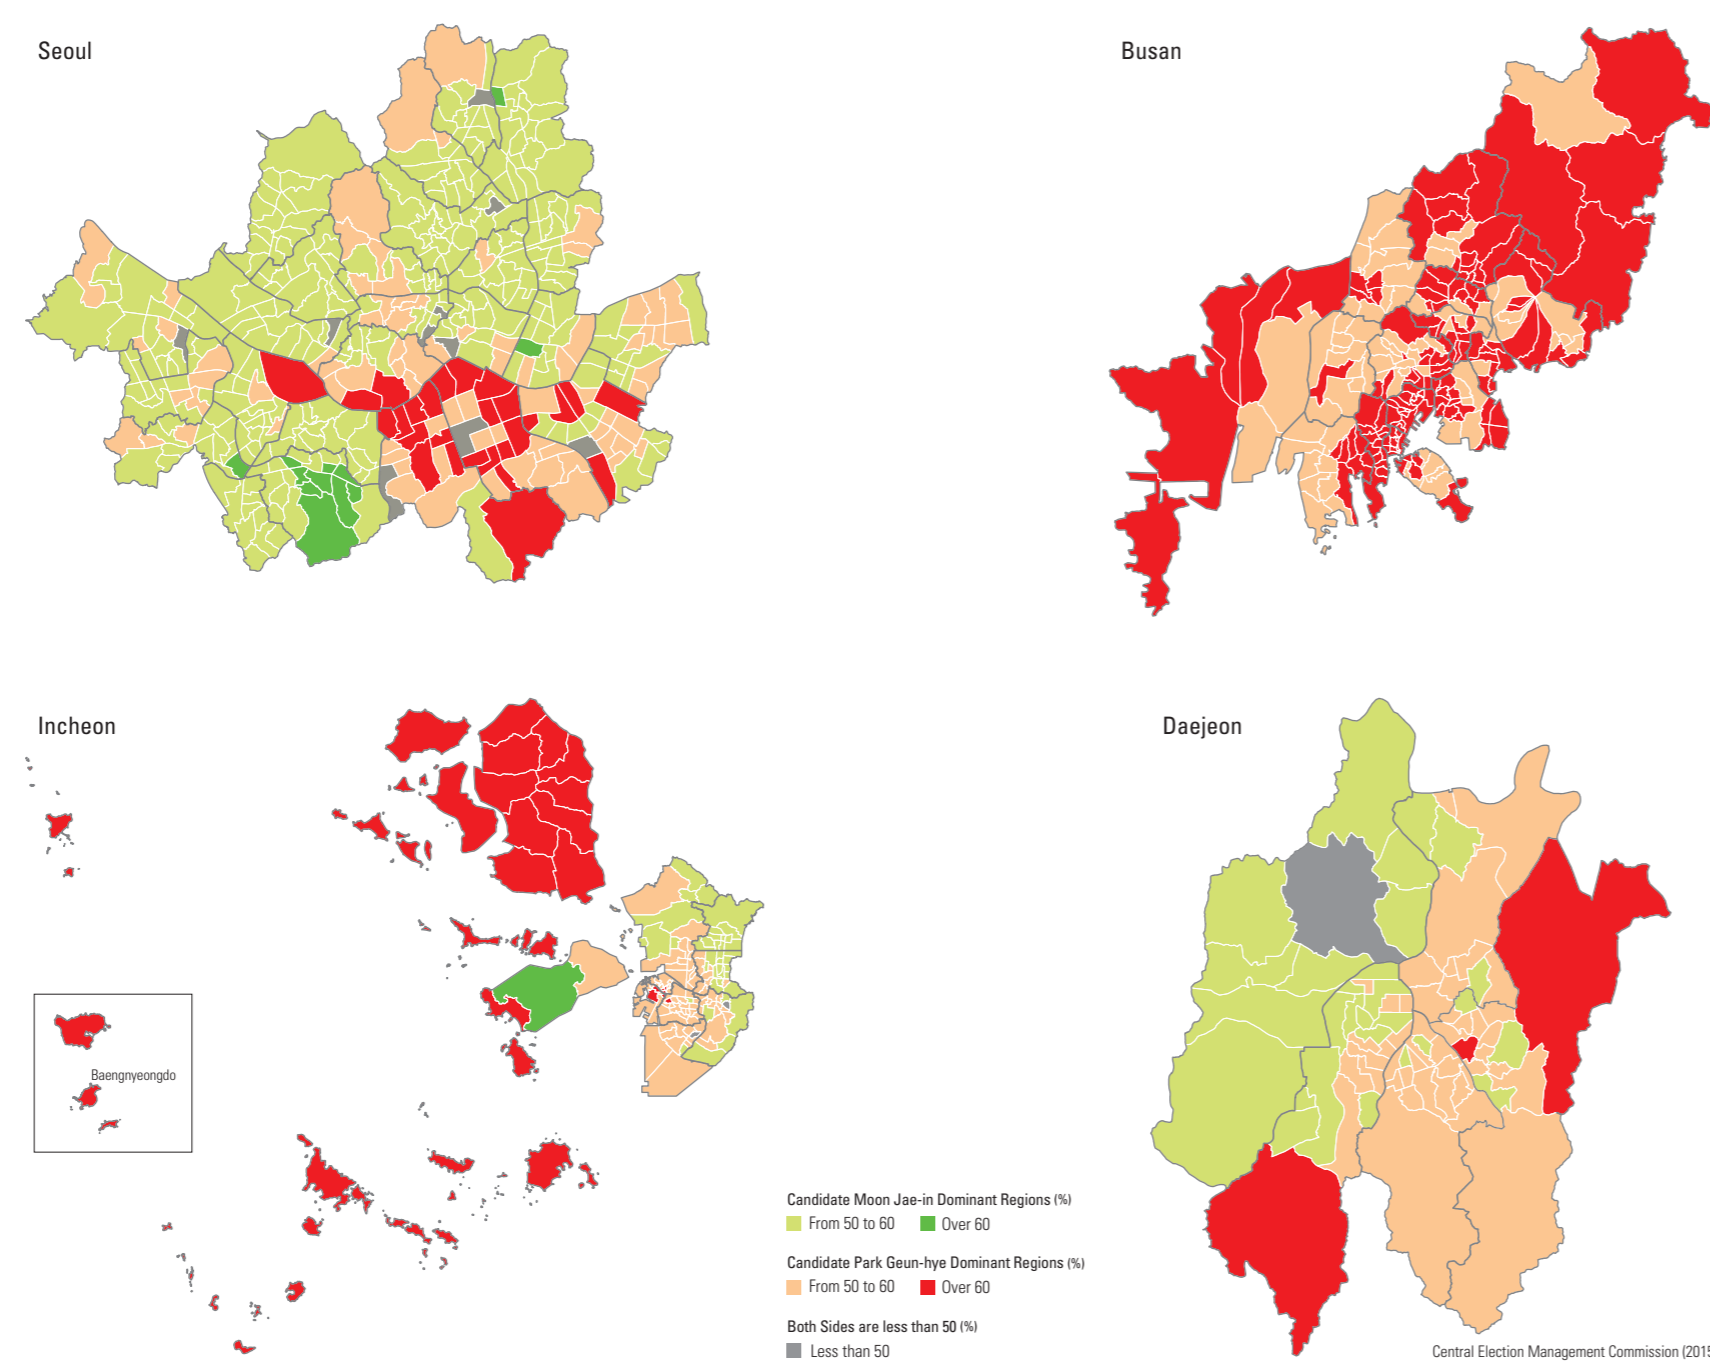 Seoul
Busan
Incheon
Daejeon
Baengnyeongdo
Candidate Moon Jae-in Dominant Regions (%)
From 50 to 60 Over 60
Candidate Park Geun-hye Dominant Regions (%)
From 50 to 60 Over 60
Both Sides are less than 50 (%)
Less than 50
Central Election Management Commission (2015